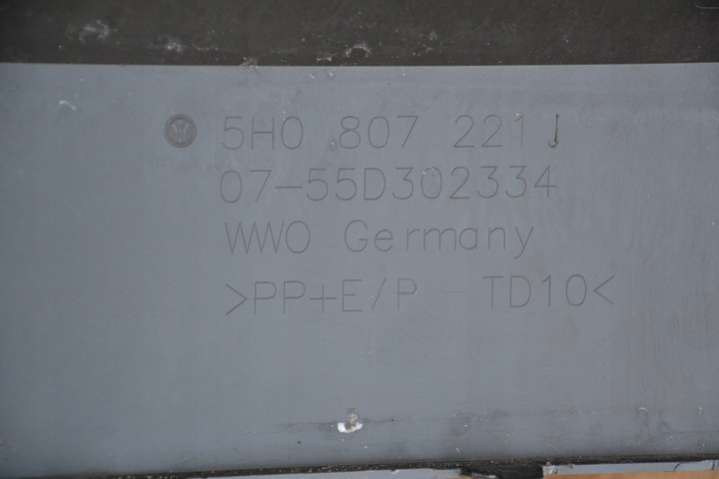 5H0 807 221 J
07-55D302334
WWO Germany
>PP+E/P TD10<